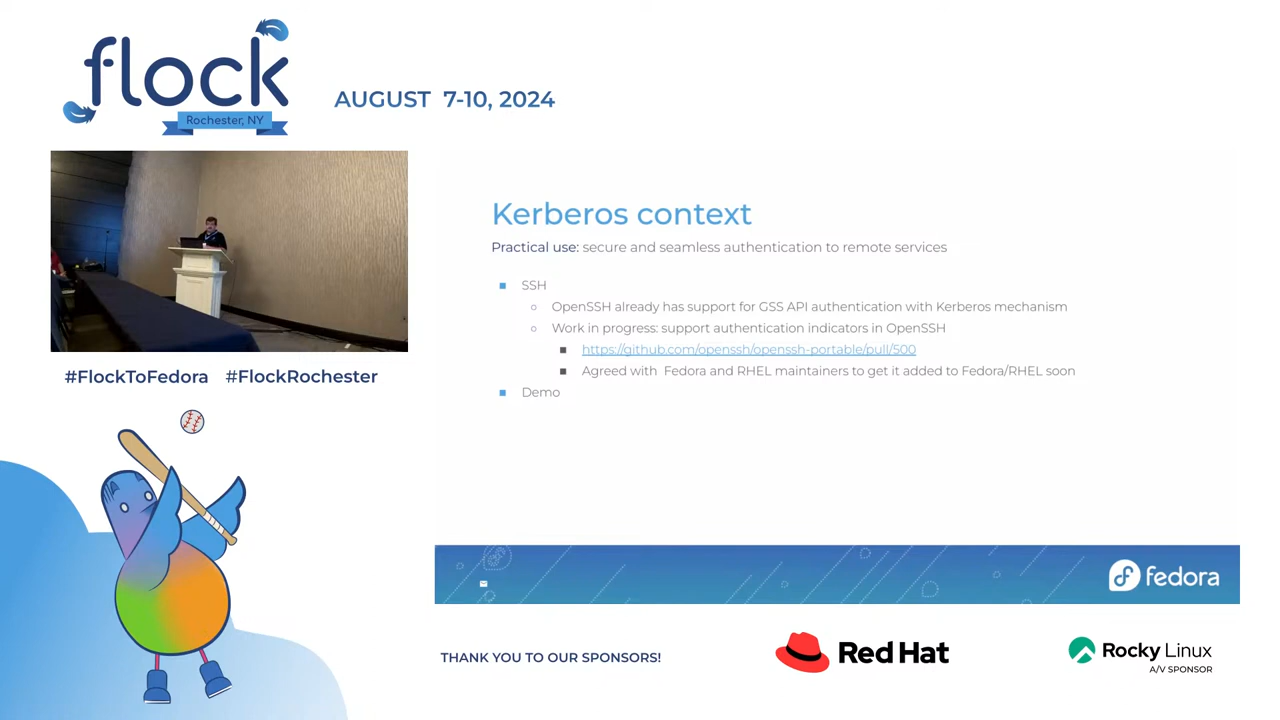 flock
Rochester, NY
AUGUST 7-10, 2024
#FlockToFedora #FlockRochester
Kerberos context
Practical use: secure and seamless authentication to remote services
SSH
OpenSSH already has support for GSS API authentication with Kerberos mechanism
Work in progress: support authentication indicators in OpenSSH
https://github.com/openssh/openssh-portable/pull/500
Agreed with Fedora and RHEL maintainers to get it added to Fedora/RHEL soon
Demo
fedora
THANK YOU TO OUR SPONSORS!
Red Hat
Rocky Linux
A/V SPONSOR